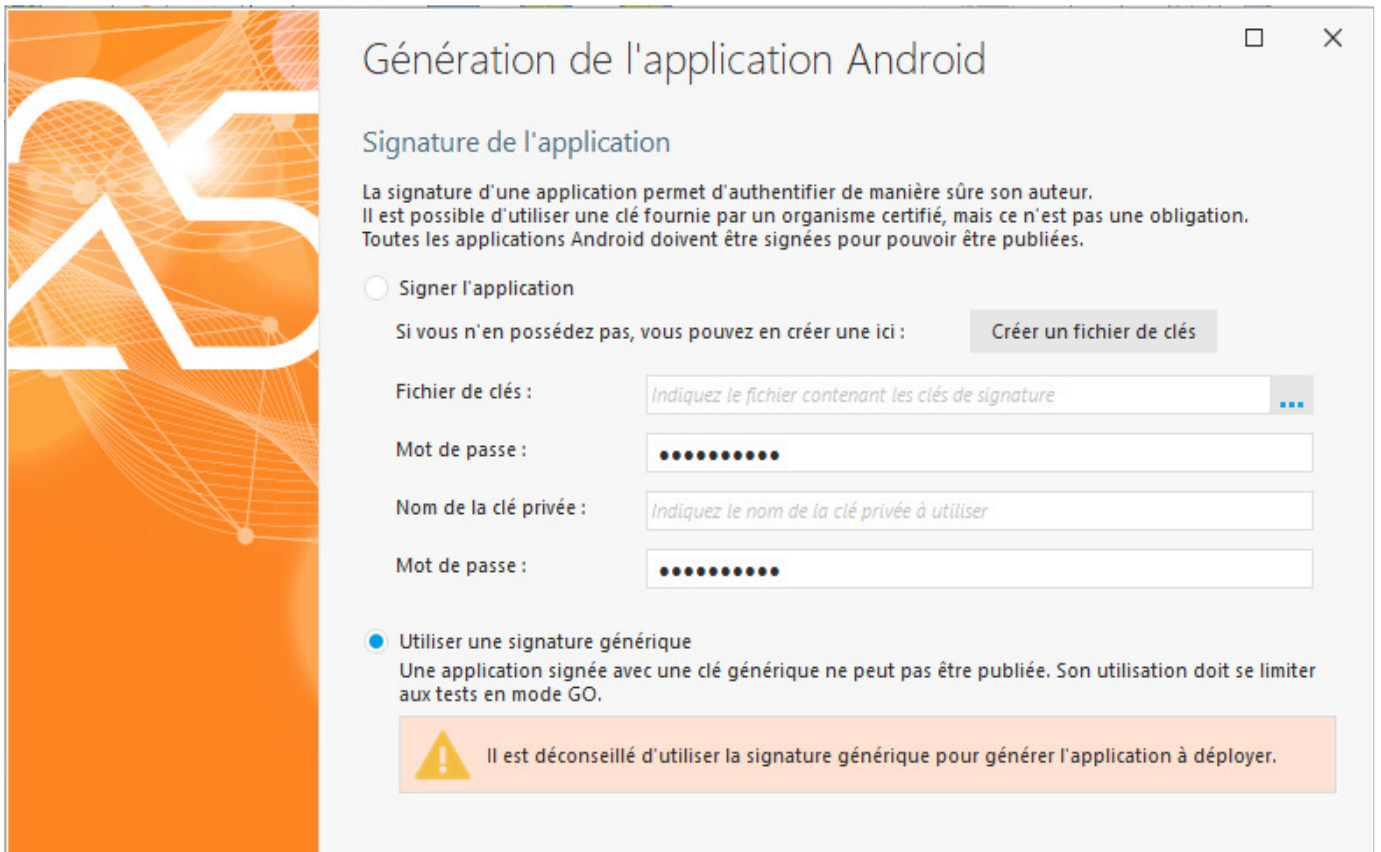 Génération de l'application Android
Signature de l'application
La signature d'une application permet d'authentifier de manière sûre son auteur.
Il est possible d'utiliser une clé fournie par un organisme certifié, mais ce n'est pas une obligation.
Toutes les applications Android doivent être signées pour pouvoir être publiées.
Signer l'application
Si vous n'en possédez pas, vous pouvez en créer une ici :
Créer un fichier de clés
Fichier de clés :
Indiquez le fichier contenant les clés de signature
...
Mot de passe :
Nom de la clé privée :
Indiquez le nom de la clé privée à utiliser
Mot de passe :
Utiliser une signature générique
Une application signée avec une clé générique ne peut pas être publiée. Son utilisation doit se limiter
aux tests en mode GO.
Il est déconseillé d'utiliser la signature générique pour générer l'application à déployer.